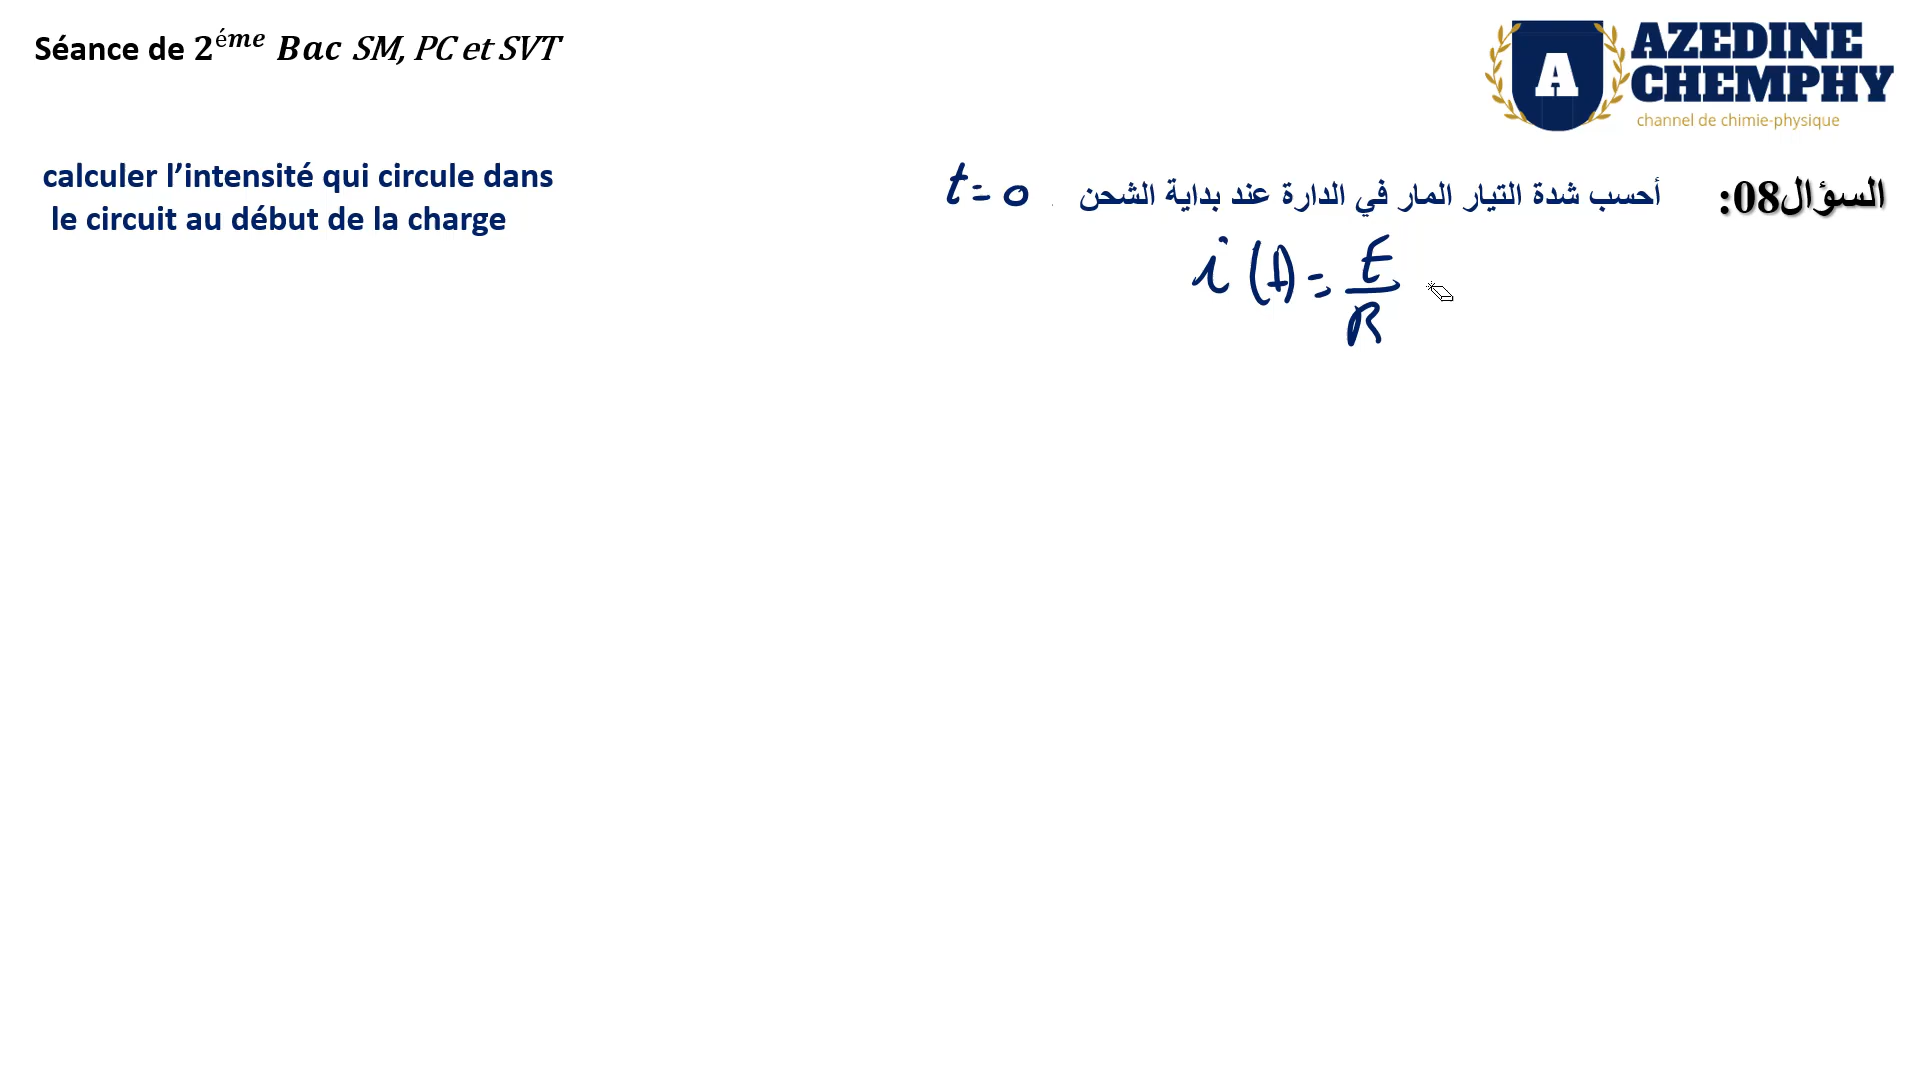 Séance de 2éme Bac SM, PC et SVT
AZEDINE
CHEMPHY
channel de chimie-physique
A
calculer l’intensité qui circule dans
le circuit au début de la charge
السؤال08:
أحسب شدة التيار المار في الدارة عند بداية الشحن . t=0
i(t)=E/R